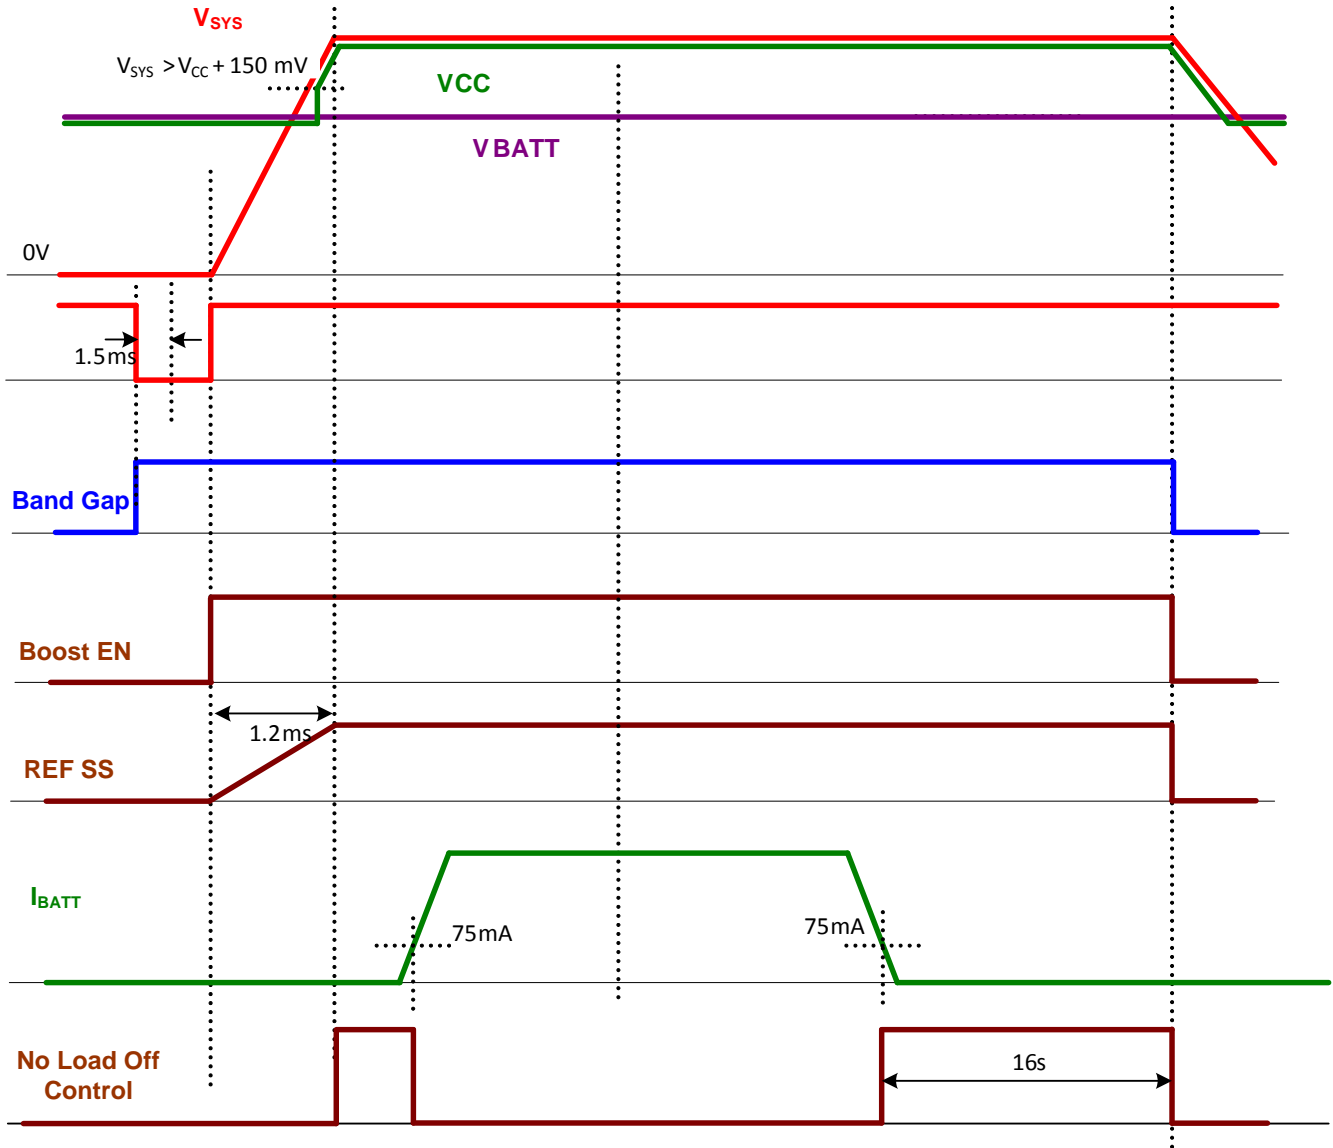 VSYS
VSYS > VCC + 150 mV
VCC
VBATT
0V
1.5ms
Band Gap
Boost EN
1.2ms
REF SS
IBATT
75mA
75mA
No Load Off
Control
16s